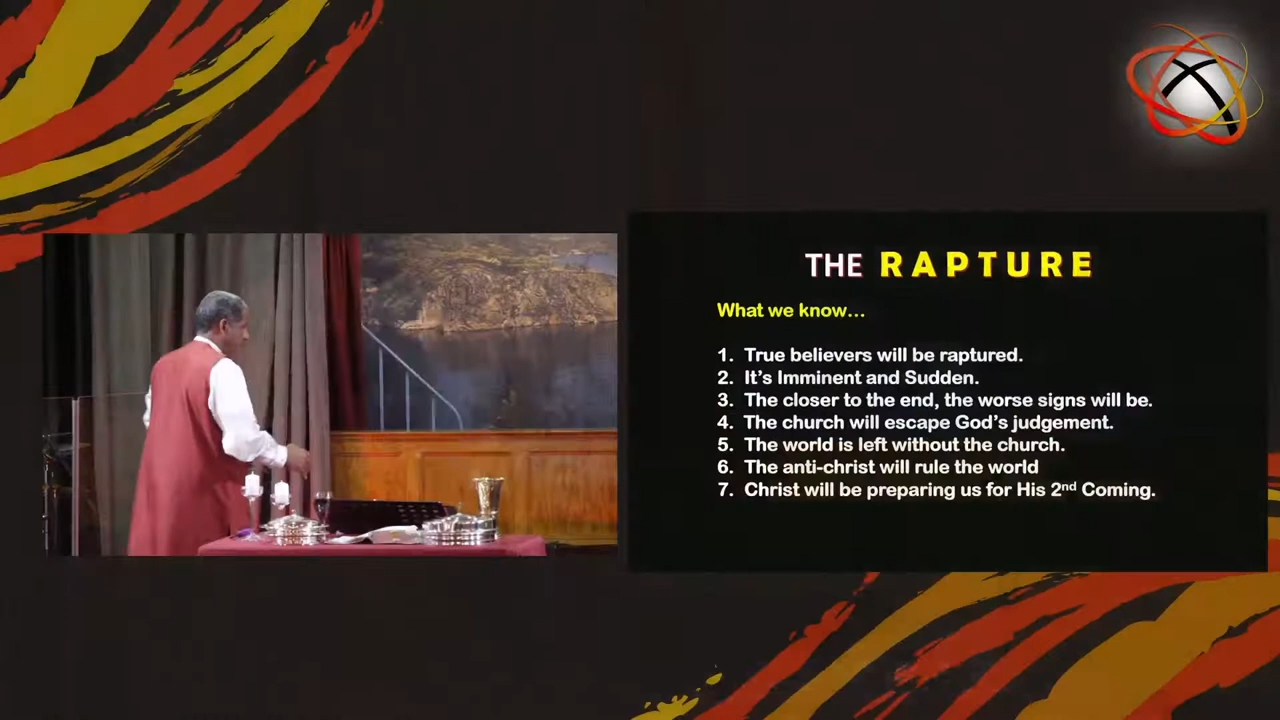 THE RAPTURE
What we know...
1. True believers will be raptured.
2. It's Imminent and Sudden.
3. The closer to the end, the worse signs will be.
4. The church will escape God's judgement.
5. The world is left without the church.
6. The anti-christ will rule the world
7. Christ will be preparing us for His 2nd Coming.